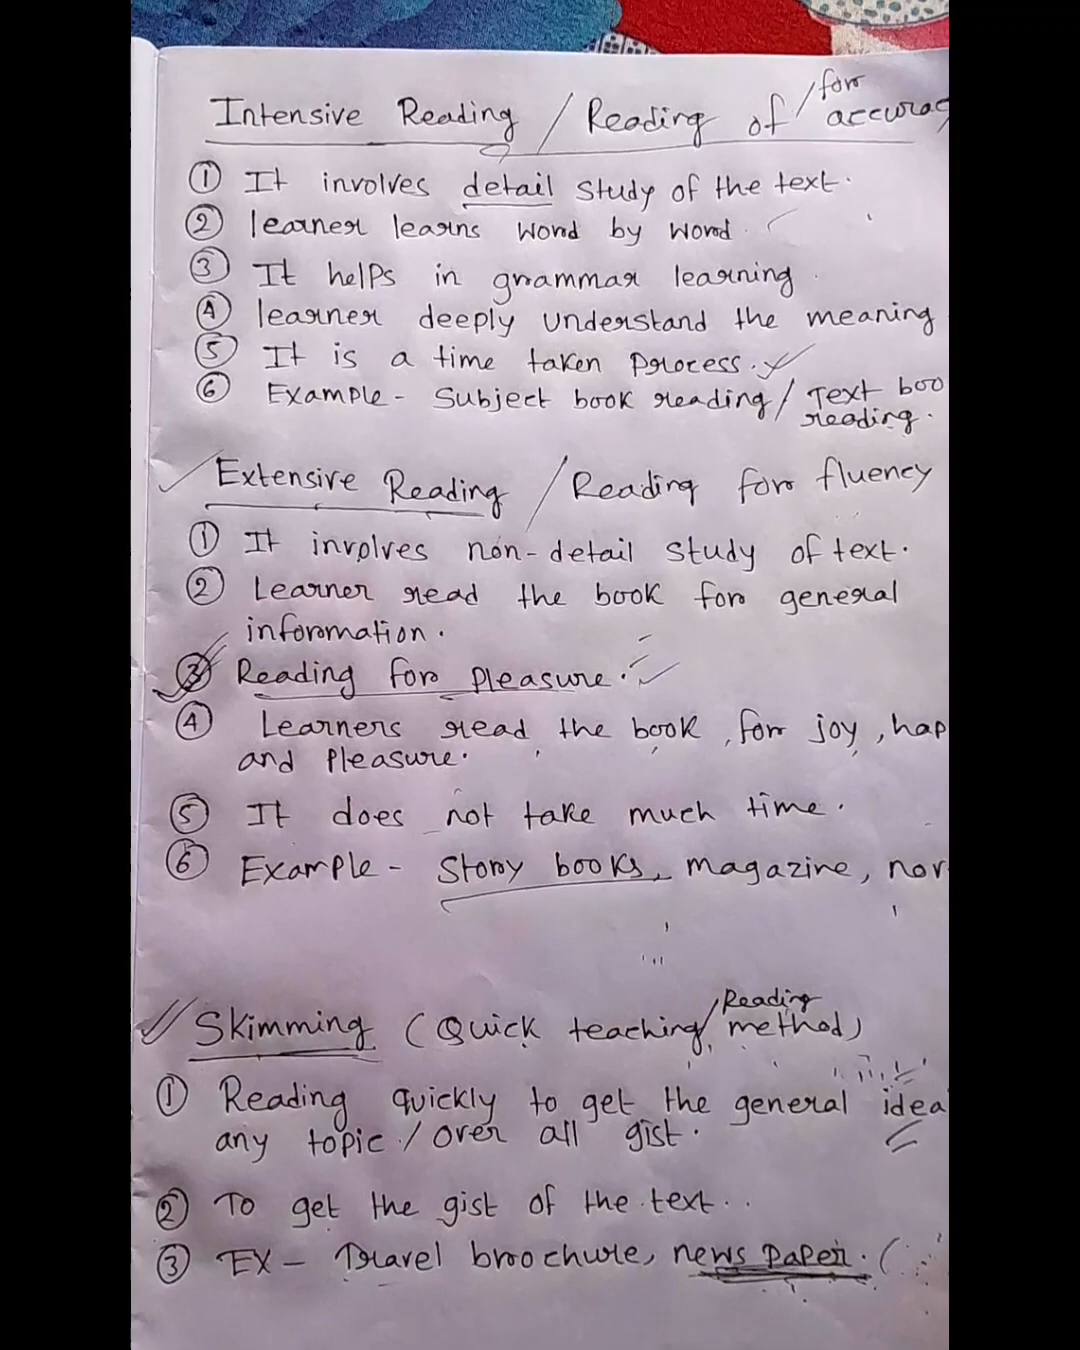 Intensive Reading / Reading of / for
accurac
① It involves detail study of the text.
② learner learns word by word.
③ It helps in grammar learning.
④ learner deeply understand the meaning
⑤ It is a time taken process.
⑥ Example - Subject book reading / Text boo
reading.
Extensive Reading / Reading for fluency
① It involves non-detail study of text.
② Learner read the book for general
information.
③ Reading for pleasure.
④ Learners read the book, for joy, hap
and pleasure.
⑤ It does not take much time.
⑥ Example - Story books, magazine, nov
Skimming (Quick teaching / Reading method)
① Reading quickly to get the general idea
any topic / over all gist.
② To get the gist of the text..
③ EX - Travel broochure, news paper. (